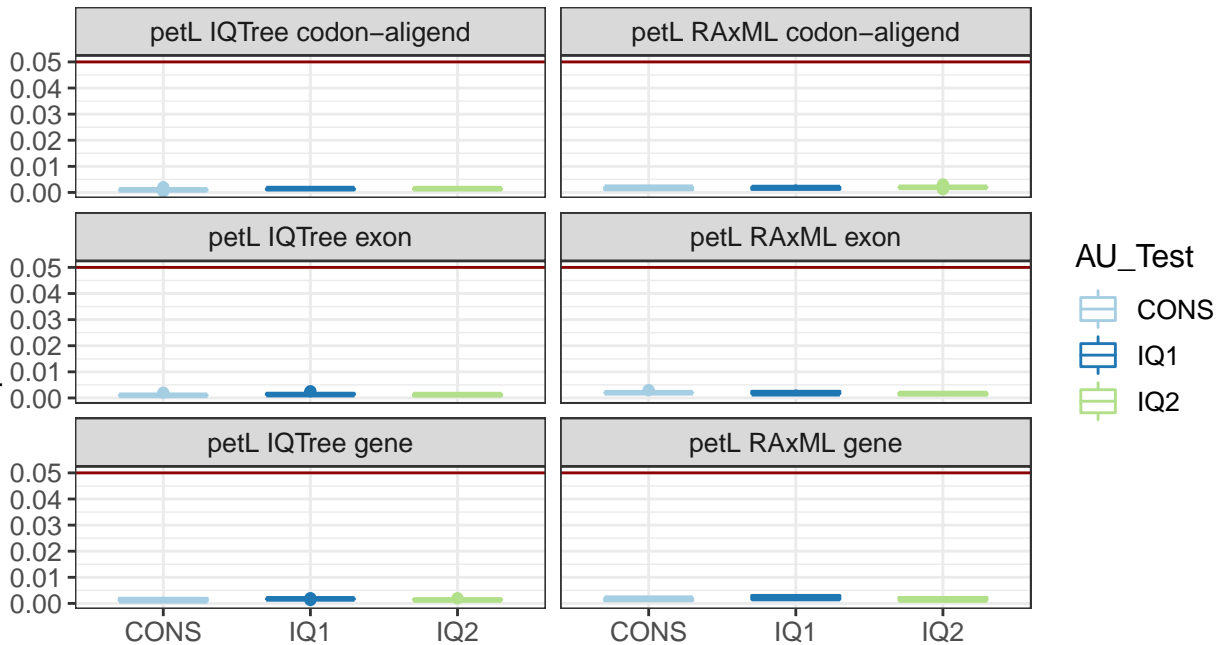 petL IQTree codon−aligend
petL RAxML codon−aligend
0.05
0.04
0.03
0.02
0.01
0.00
petL IQTree exon
petL RAxML exon
0.05
0.04
0.03
0.02
0.01
0.00
petL IQTree gene
petL RAxML gene
0.05
0.04
0.03
0.02
0.01
0.00
CONS IQ1 IQ2
CONS IQ1 IQ2
AU_Test
CONS
IQ1
IQ2